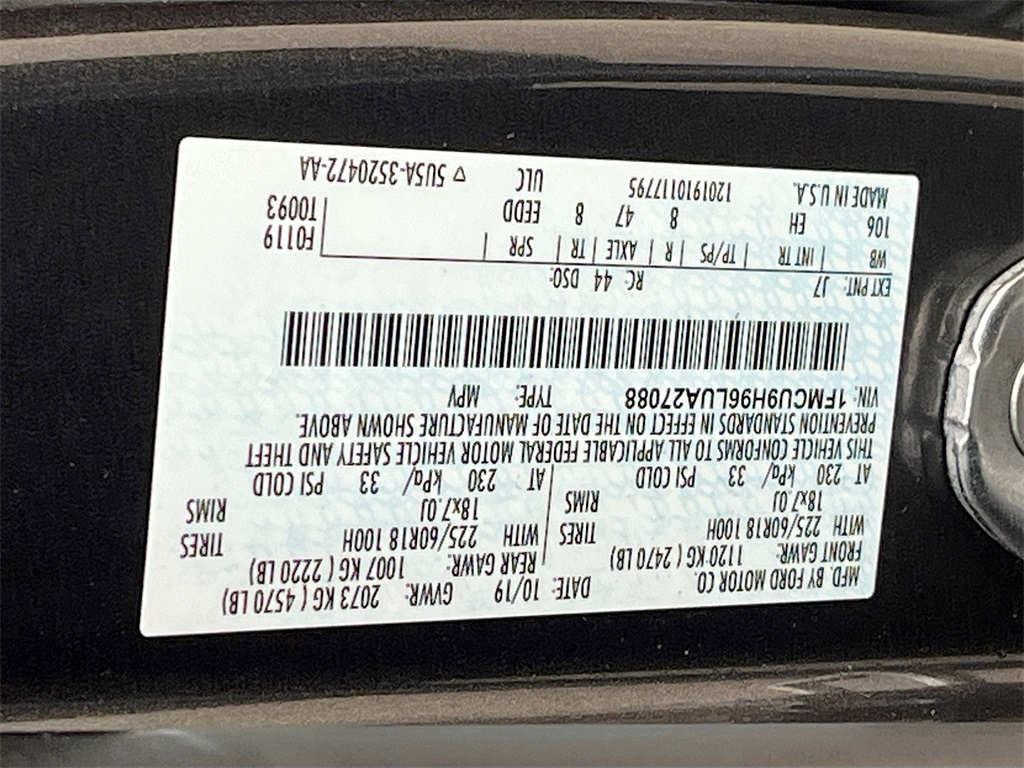 MFD. BY FORD MOTOR CO.
DATE: 10/19 GVWR: 2073 KG ( 4570 LB)
FRONT GAWR: 1120 KG ( 2470 LB) REAR GAWR: 1007 KG ( 2220 LB)
WITH 225/60R18 100H TIRES WITH 225/60R18 100H TIRES
18x7.0J RIMS 18x7.0J RIMS
AT 230 kPa/ 33 PSI COLD AT 230 kPa/ 33 PSI COLD
THIS VEHICLE CONFORMS TO ALL APPLICABLE FEDERAL MOTOR VEHICLE SAFETY AND THEFT
PREVENTION STANDARDS IN EFFECT ON THE DATE OF MANUFACTURE SHOWN ABOVE.
VIN: 1FMCU9H96LUA27088 TYPE: MPV
EXT PNT: J7 RC: 44 DSO:
WB | INT TR | TP/PS | R | AXLE | TR | SPR | F0119
106 EH 8 47 8 EEDD T0093
MADE IN U.S.A. 1201910117795 ULC ▽ 5U5A-3520472-AA